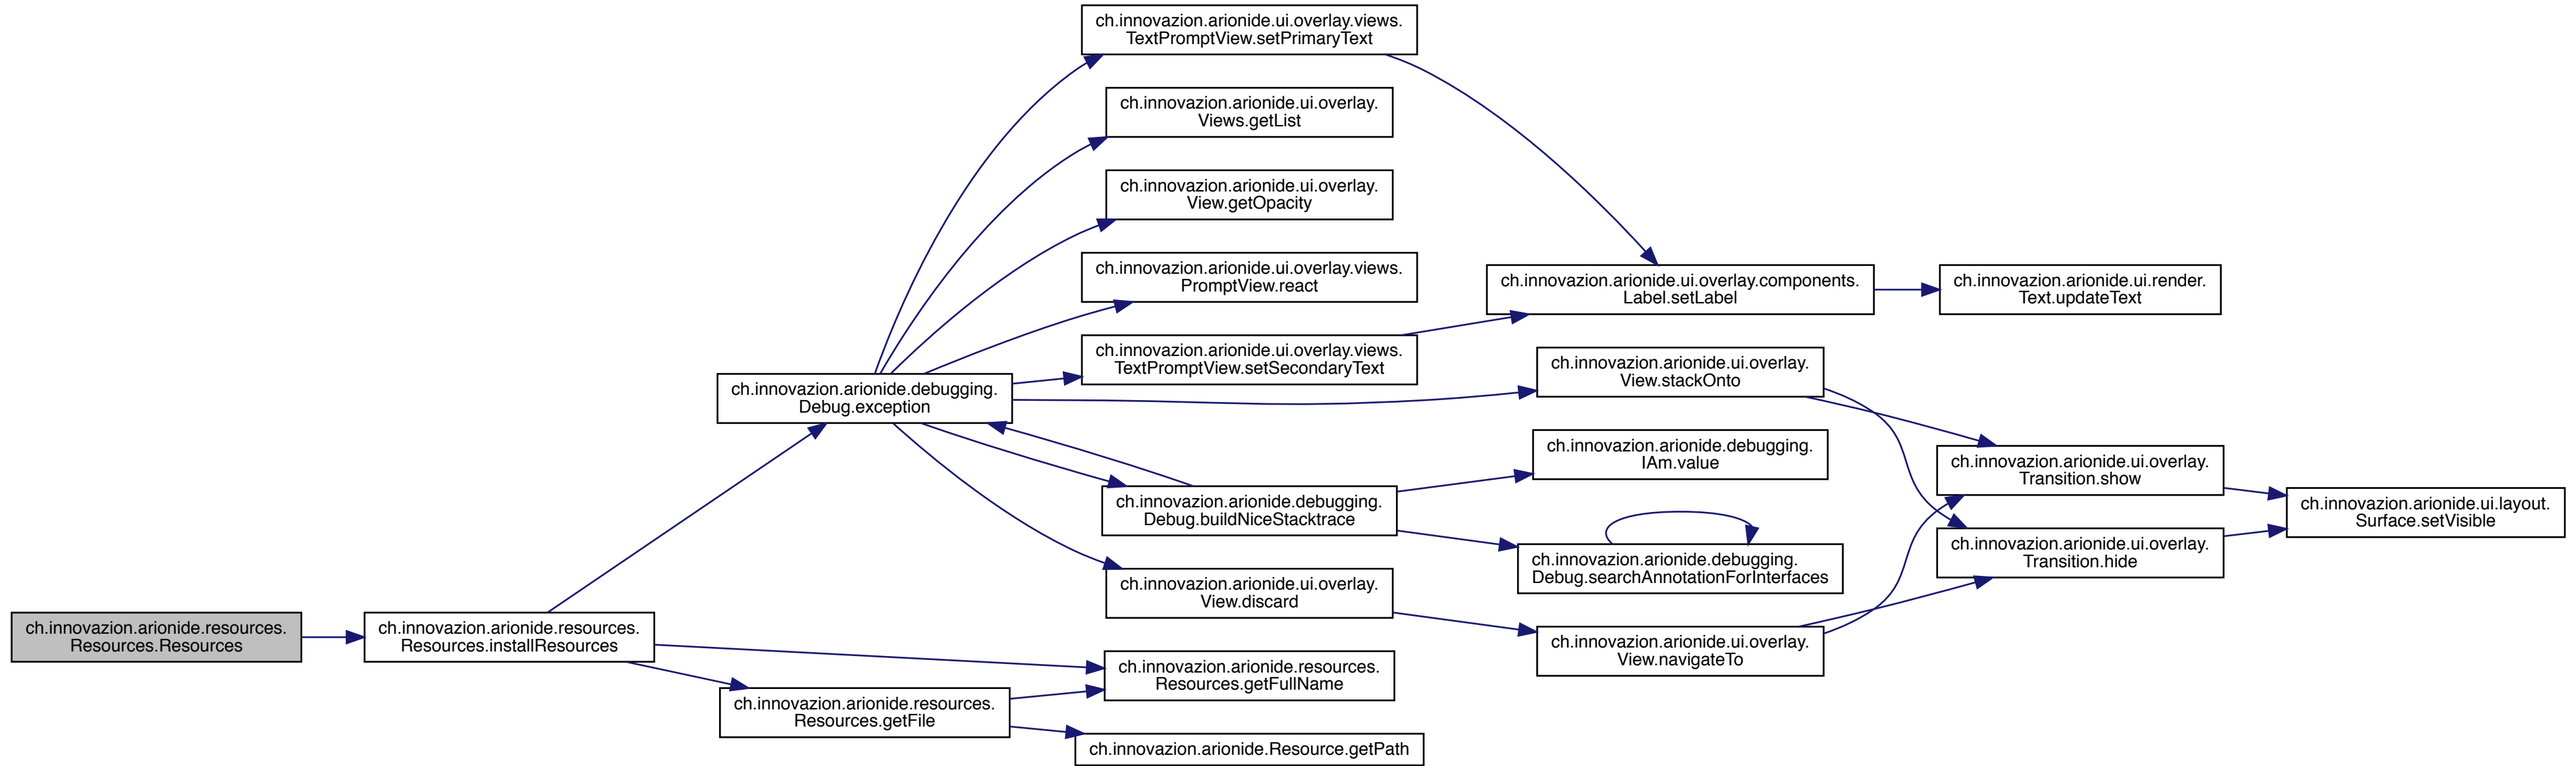 ch.innovazion.arionide.ui.overlay.views.
TextPromptView.setPrimaryText
ch.innovazion.arionide.ui.overlay.
Views.getList
ch.innovazion.arionide.ui.overlay.
View.getOpacity
ch.innovazion.arionide.ui.overlay.views.
PromptView.react
ch.innovazion.arionide.ui.overlay.components.
Label.setLabel
ch.innovazion.arionide.ui.render.
Text.updateText
ch.innovazion.arionide.ui.overlay.views.
TextPromptView.setSecondaryText
ch.innovazion.arionide.ui.overlay.
View.stackOnto
ch.innovazion.arionide.debugging.
Debug.exception
ch.innovazion.arionide.debugging.
IAm.value
ch.innovazion.arionide.ui.overlay.
Transition.show
ch.innovazion.arionide.debugging.
Debug.buildNiceStacktrace
ch.innovazion.arionide.ui.layout.
Surface.setVisible
ch.innovazion.arionide.ui.overlay.
Transition.hide
ch.innovazion.arionide.debugging.
Debug.searchAnnotationForInterfaces
ch.innovazion.arionide.ui.overlay.
View.discard
ch.innovazion.arionide.resources.
Resources.Resources
ch.innovazion.arionide.resources.
Resources.installResources
ch.innovazion.arionide.ui.overlay.
View.navigateTo
ch.innovazion.arionide.resources.
Resources.getFullName
ch.innovazion.arionide.resources.
Resources.getFile
ch.innovazion.arionide.Resource.getPath